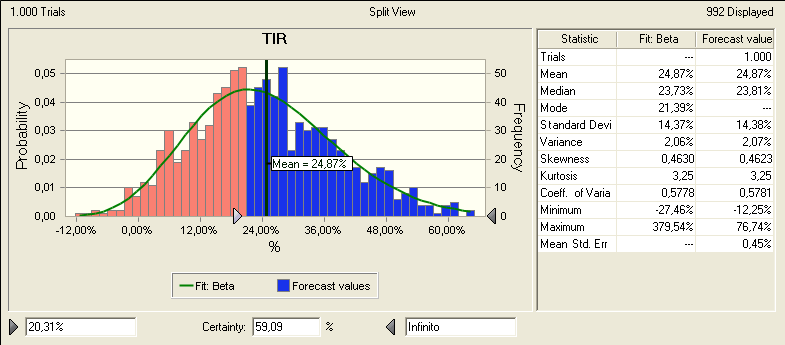 1.000 Trials Split View 992 Displayed
TIR
Probability
0,05
0,04
0,03
0,02
0,01
0,00
Frequency
50
40
30
20
10
0
Mean = 24,87%
-12,00% 0,00% 12,00% 24,00% 36,00% 48,00% 60,00%
%
Fit: Beta Forecast values
Statistic Fit: Beta Forecast value
Trials --- 1.000
Mean 24,87% 24,87%
Median 23,73% 23,81%
Mode 21,39% ---
Standard Devi 14,37% 14,38%
Variance 2,06% 2,07%
Skewness 0,4630 0,4623
Kurtosis 3,25 3,25
Coeff. of Varia 0,5778 0,5781
Minimum -27,46% -12,25%
Maximum 379,54% 76,74%
Mean Std. Err --- 0,45%
20,31% Certainty: 59,09 % Infinito